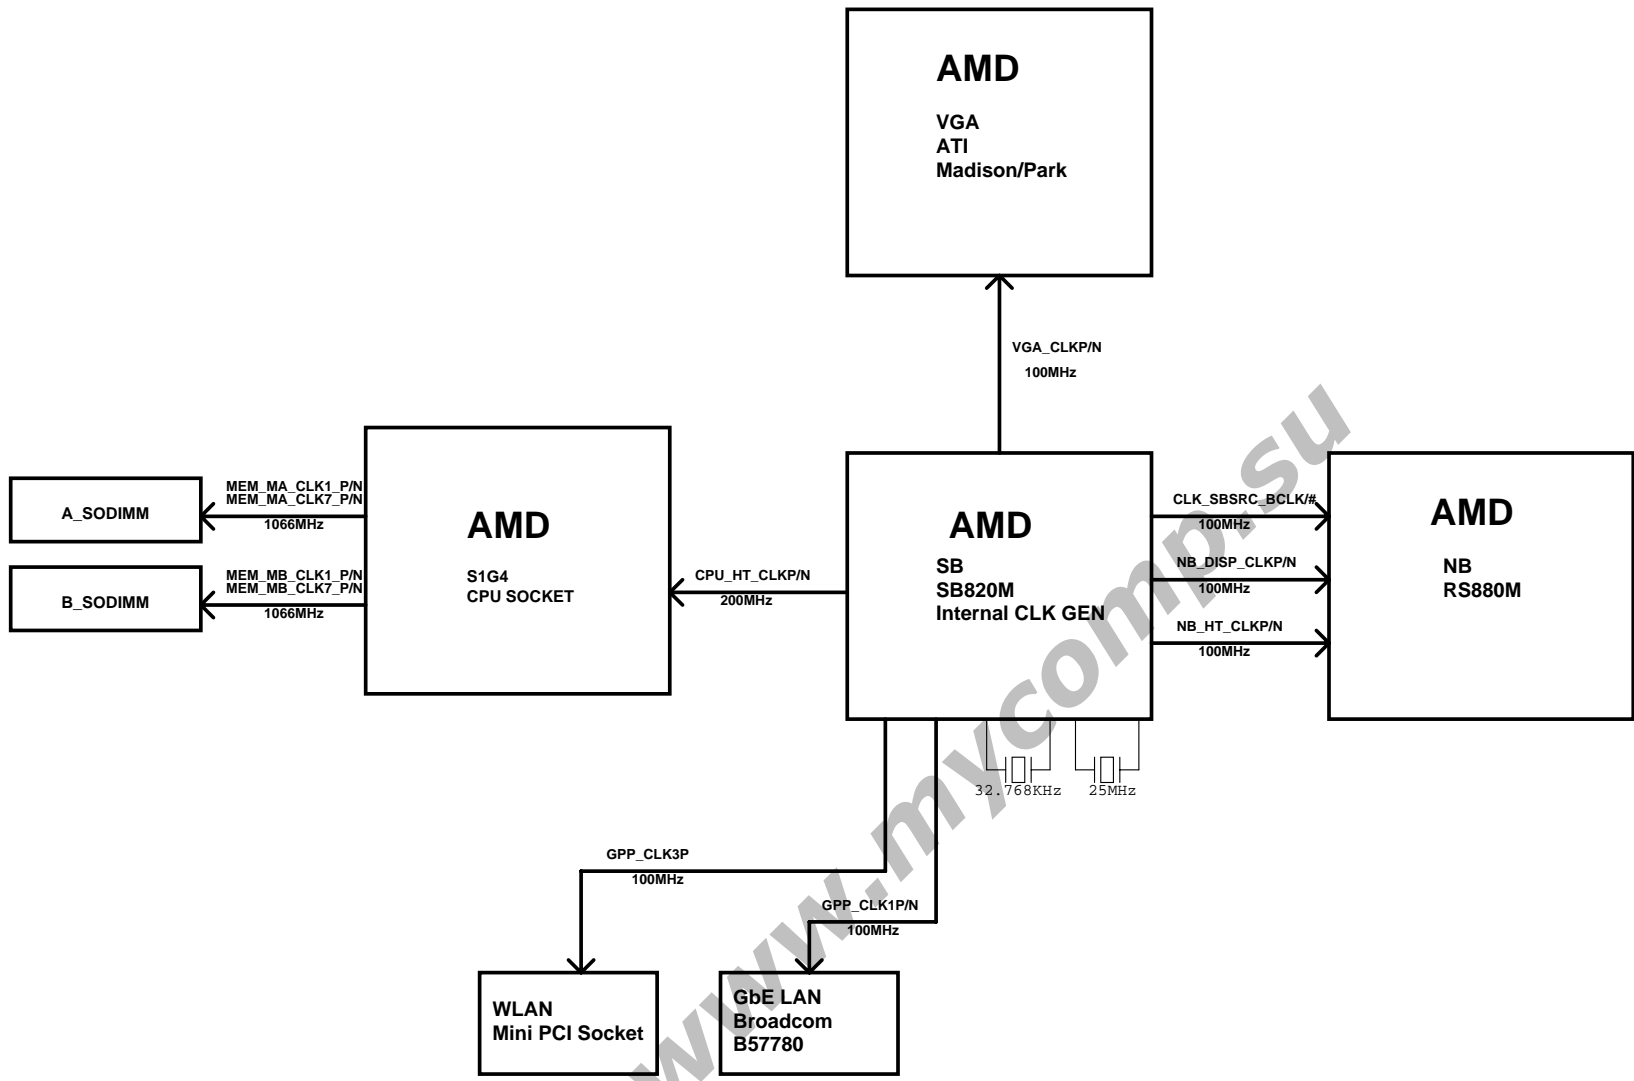 AMD
VGA
ATI
Madison/Park
VGA_CLKP/N
100MHz
A_SODIMM
MEM_MA_CLK1_P/N
MEM_MA_CLK7_P/N
1066MHz
B_SODIMM
MEM_MB_CLK1_P/N
MEM_MB_CLK7_P/N
1066MHz
AMD
S1G4
CPU SOCKET
CPU_HT_CLKP/N
200MHz
AMD
SB
SB820M
Internal CLK GEN
CLK_SBSRC_BCLK/#
100MHz
NB_DISP_CLKP/N
100MHz
NB_HT_CLKP/N
100MHz
AMD
NB
RS880M
32.768KHz
25MHz
GPP_CLK3P
100MHz
GPP_CLK1P/N
100MHz
WLAN
Mini PCI Socket
GbE LAN
Broadcom
B57780
www.mycomp.su